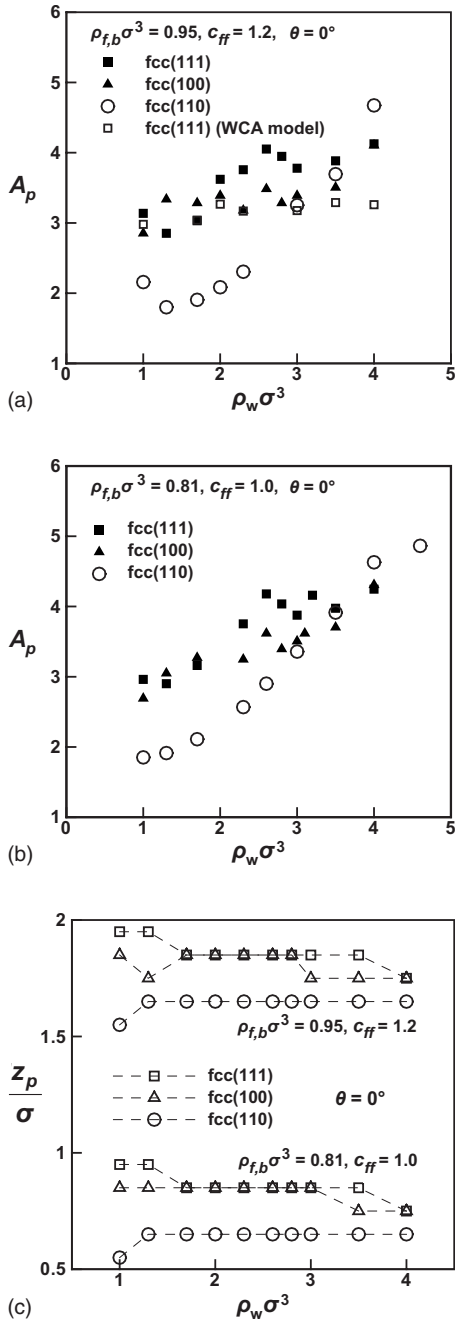 6
ρf,bσ3 = 0.95, cff = 1.2, θ = 0°
fcc(111)
fcc(100)
5
fcc(110)
fcc(111) (WCA model)
4
Ap
3
2
1
0 1 2 3 4 5
(a)
ρwσ3
6
ρf,bσ3 = 0.81, cff = 1.0, θ = 0°
fcc(111)
5
fcc(100)
fcc(110)
4
Ap
3
2
1
0 1 2 3 4 5
(b)
ρwσ3
2
1.5
ρf,bσ3 = 0.95, cff = 1.2
zp
σ
fcc(111)
fcc(100)
θ = 0°
fcc(110)
1
ρf,bσ3 = 0.81, cff = 1.0
0.5
1 2 3 4
(c)
ρwσ3